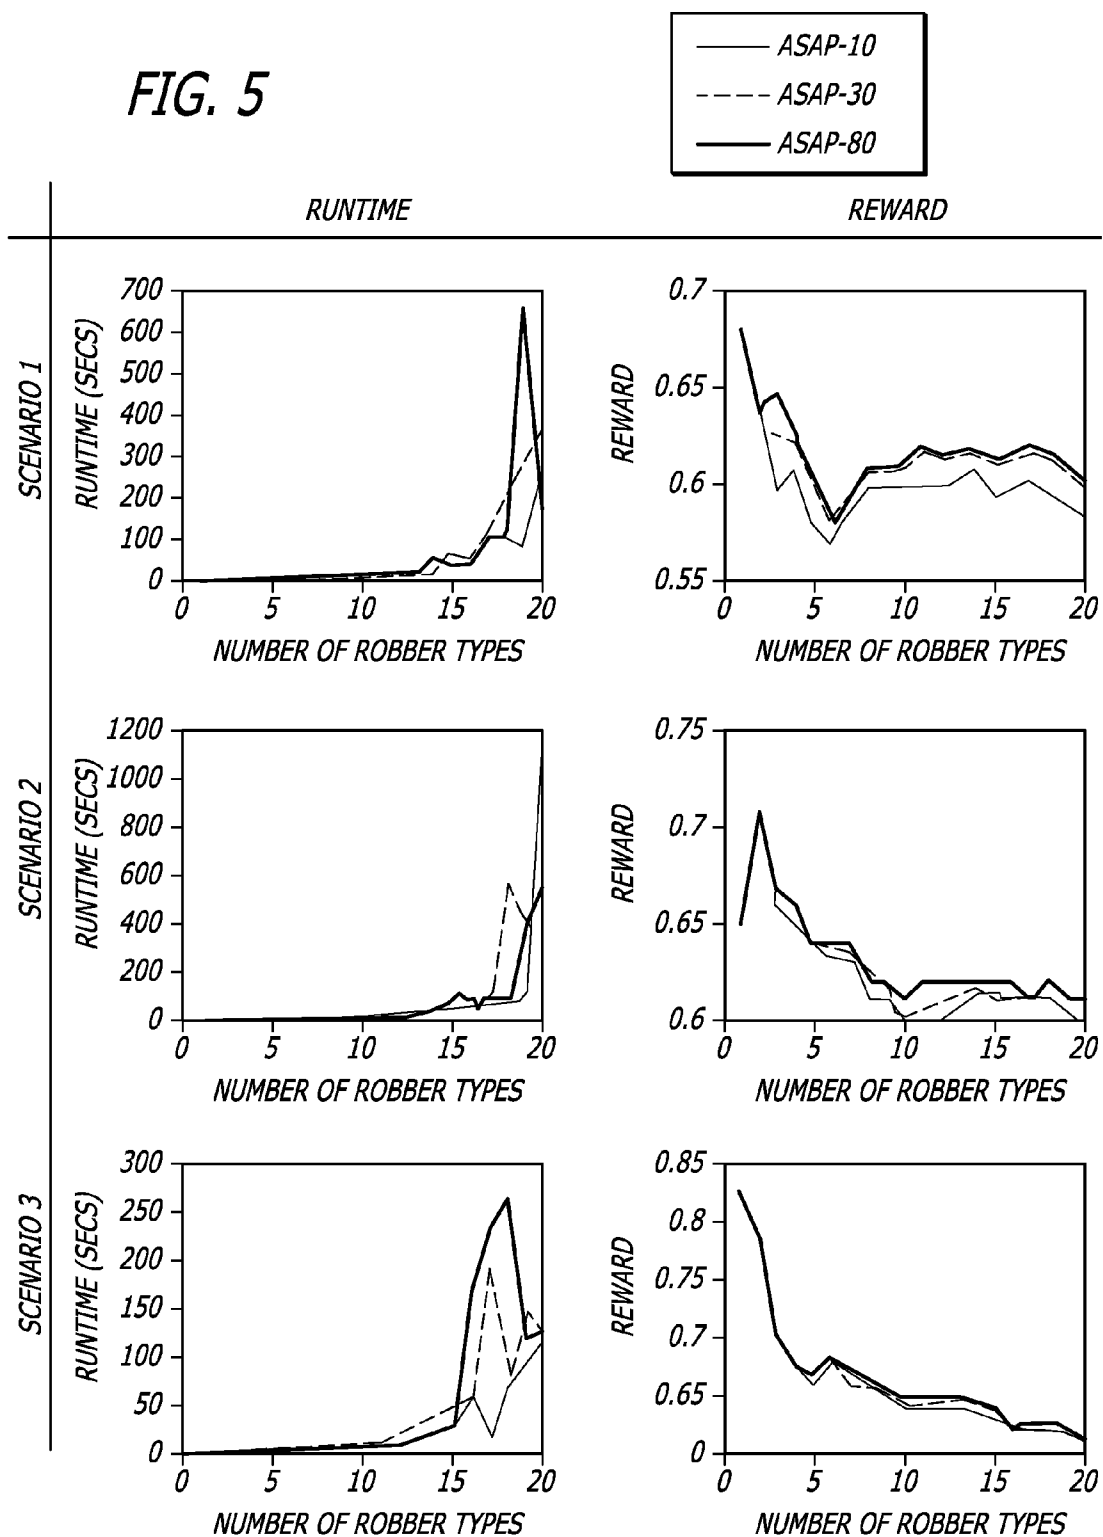 FIG. 5
ASAP-10
ASAP-30
ASAP-80
RUNTIME
REWARD
SCENARIO 1
RUNTIME (SECS)
700
600
500
400
300
200
100
0
0 5 10 15 20
NUMBER OF ROBBER TYPES
REWARD
0.7
0.65
0.6
0.55
0 5 10 15 20
NUMBER OF ROBBER TYPES
SCENARIO 2
RUNTIME (SECS)
1200
1000
800
600
400
200
0
0 5 10 15 20
NUMBER OF ROBBER TYPES
REWARD
0.75
0.7
0.65
0.6
0 5 10 15 20
NUMBER OF ROBBER TYPES
SCENARIO 3
RUNTIME (SECS)
300
250
200
150
100
50
0
0 5 10 15 20
NUMBER OF ROBBER TYPES
REWARD
0.85
0.8
0.75
0.7
0.65
0
0 5 10 15 20
NUMBER OF ROBBER TYPES